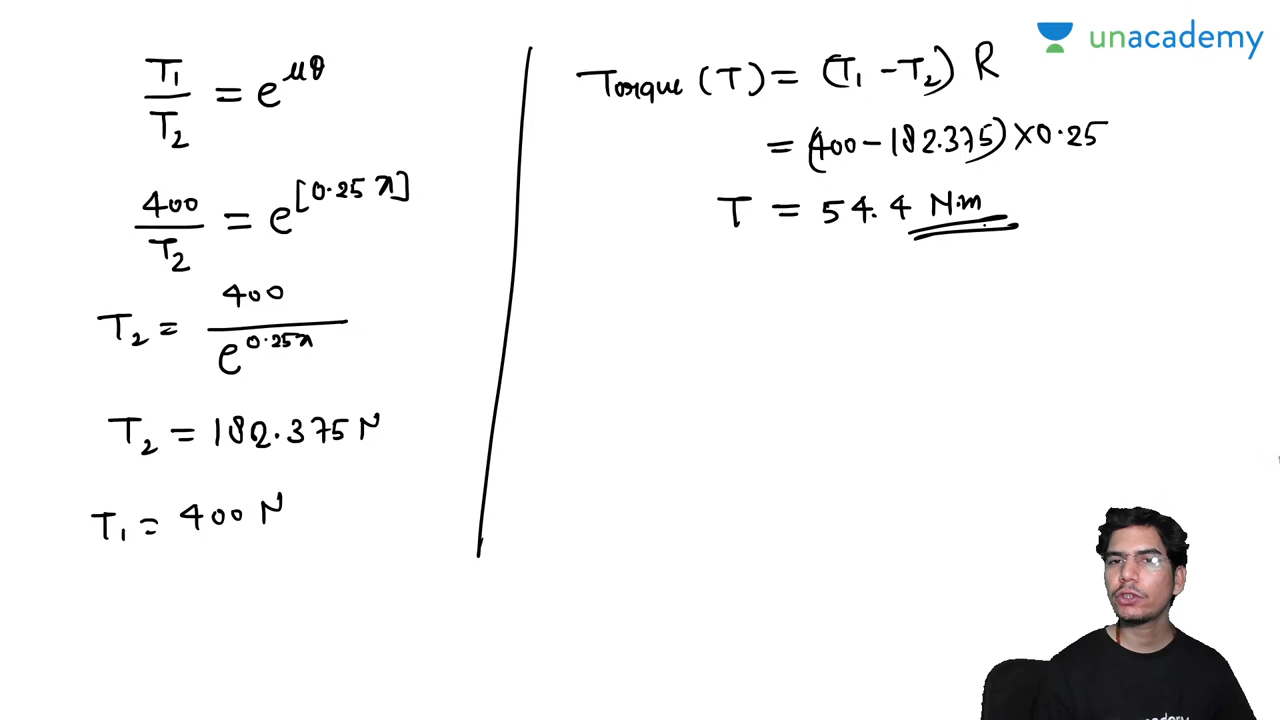 unacademy
T₁/T₂ = e^μθ
400/T₂ = e^[0.25 π]
T₂ = 400/e^0.25π
T₂ = 182.375 N
T₁ = 400 N
Torque (T) = (T₁ - T₂) R
= (400 - 182.375) × 0.25
T = 54.4 N.m